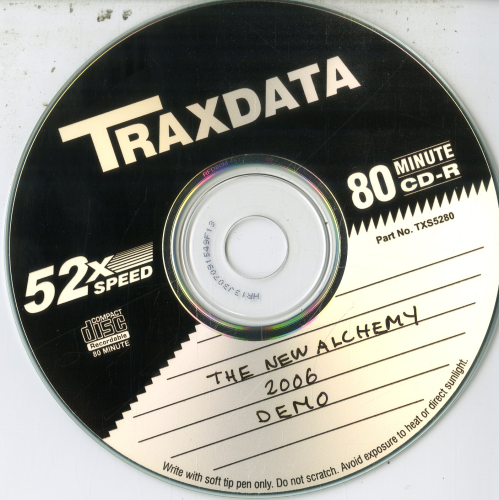 TRAXDATA
80 MINUTE
CD-R
Part No. TXS5280
52x SPEED
COMPACT
disc
Recordable
80 MINUTE
THE NEW ALCHEMY
2006
DEMO
Write with soft tip pen only. Do not scratch. Avoid exposure to heat or direct sunlight.